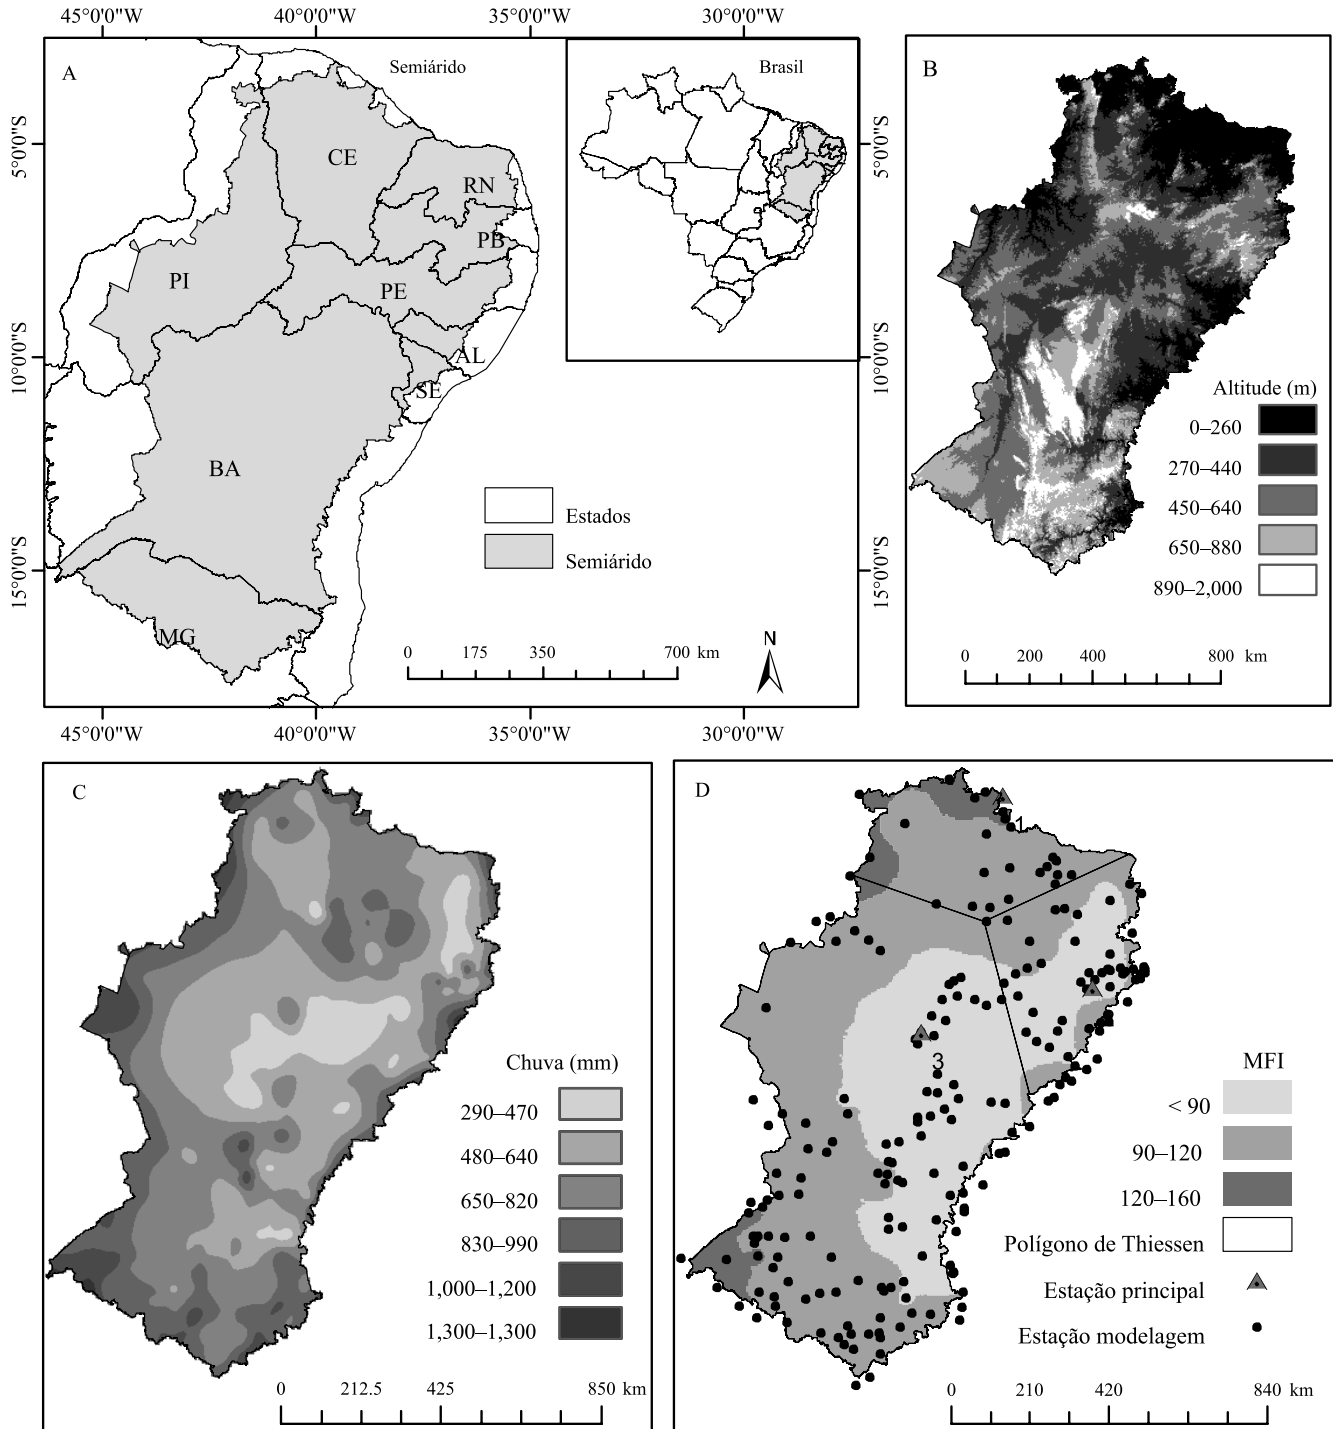 45°0'0"W
40°0'0"W
35°0'0"W
30°0'0"W
A
Semiárido
Brasil
5°0'0"S
10°0'0"S
15°0'0"S
CE
RN
PB
PI
PE
AL
SE
BA
MG
Estados
Semiárido
0 175 350 700 km
N
45°0'0"W
40°0'0"W
35°0'0"W
30°0'0"W
5°0'0"S
10°0'0"S
15°0'0"S
B
Altitude (m)
0–260
270–440
450–640
650–880
890–2,000
0 200 400 800 km
C
Chuva (mm)
290–470
480–640
650–820
830–990
1,000–1,200
1,300–1,300
0 212.5 425 850 km
D
1
3
MFI
< 90
90–120
120–160
Polígono de Thiessen
Estação principal
Estação modelagem
0 210 420 840 km